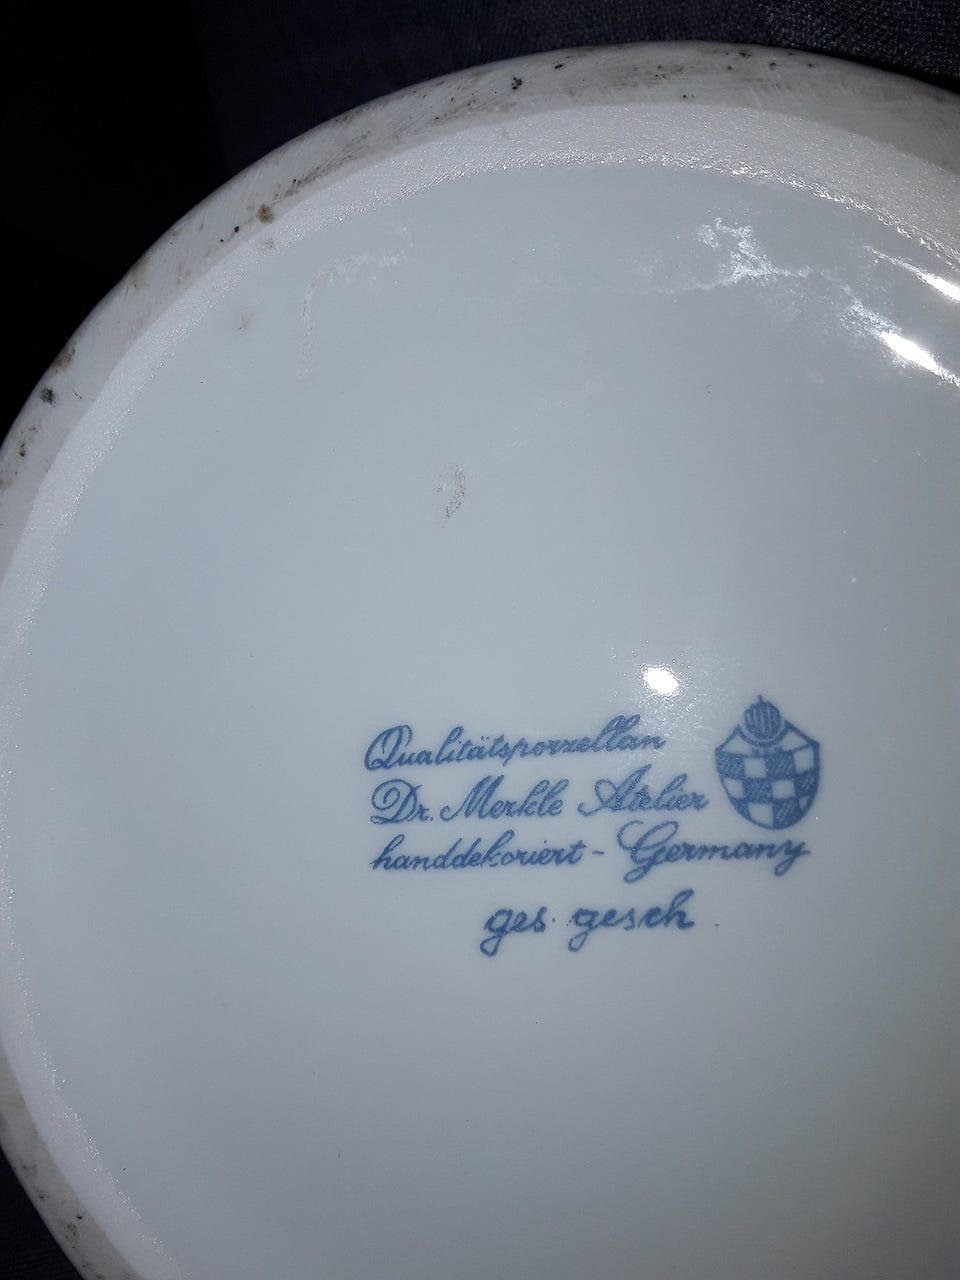 Qualitätsporzellan
Dr. Merkle Atelier
handdekoriert - Germany
ges. gesch.